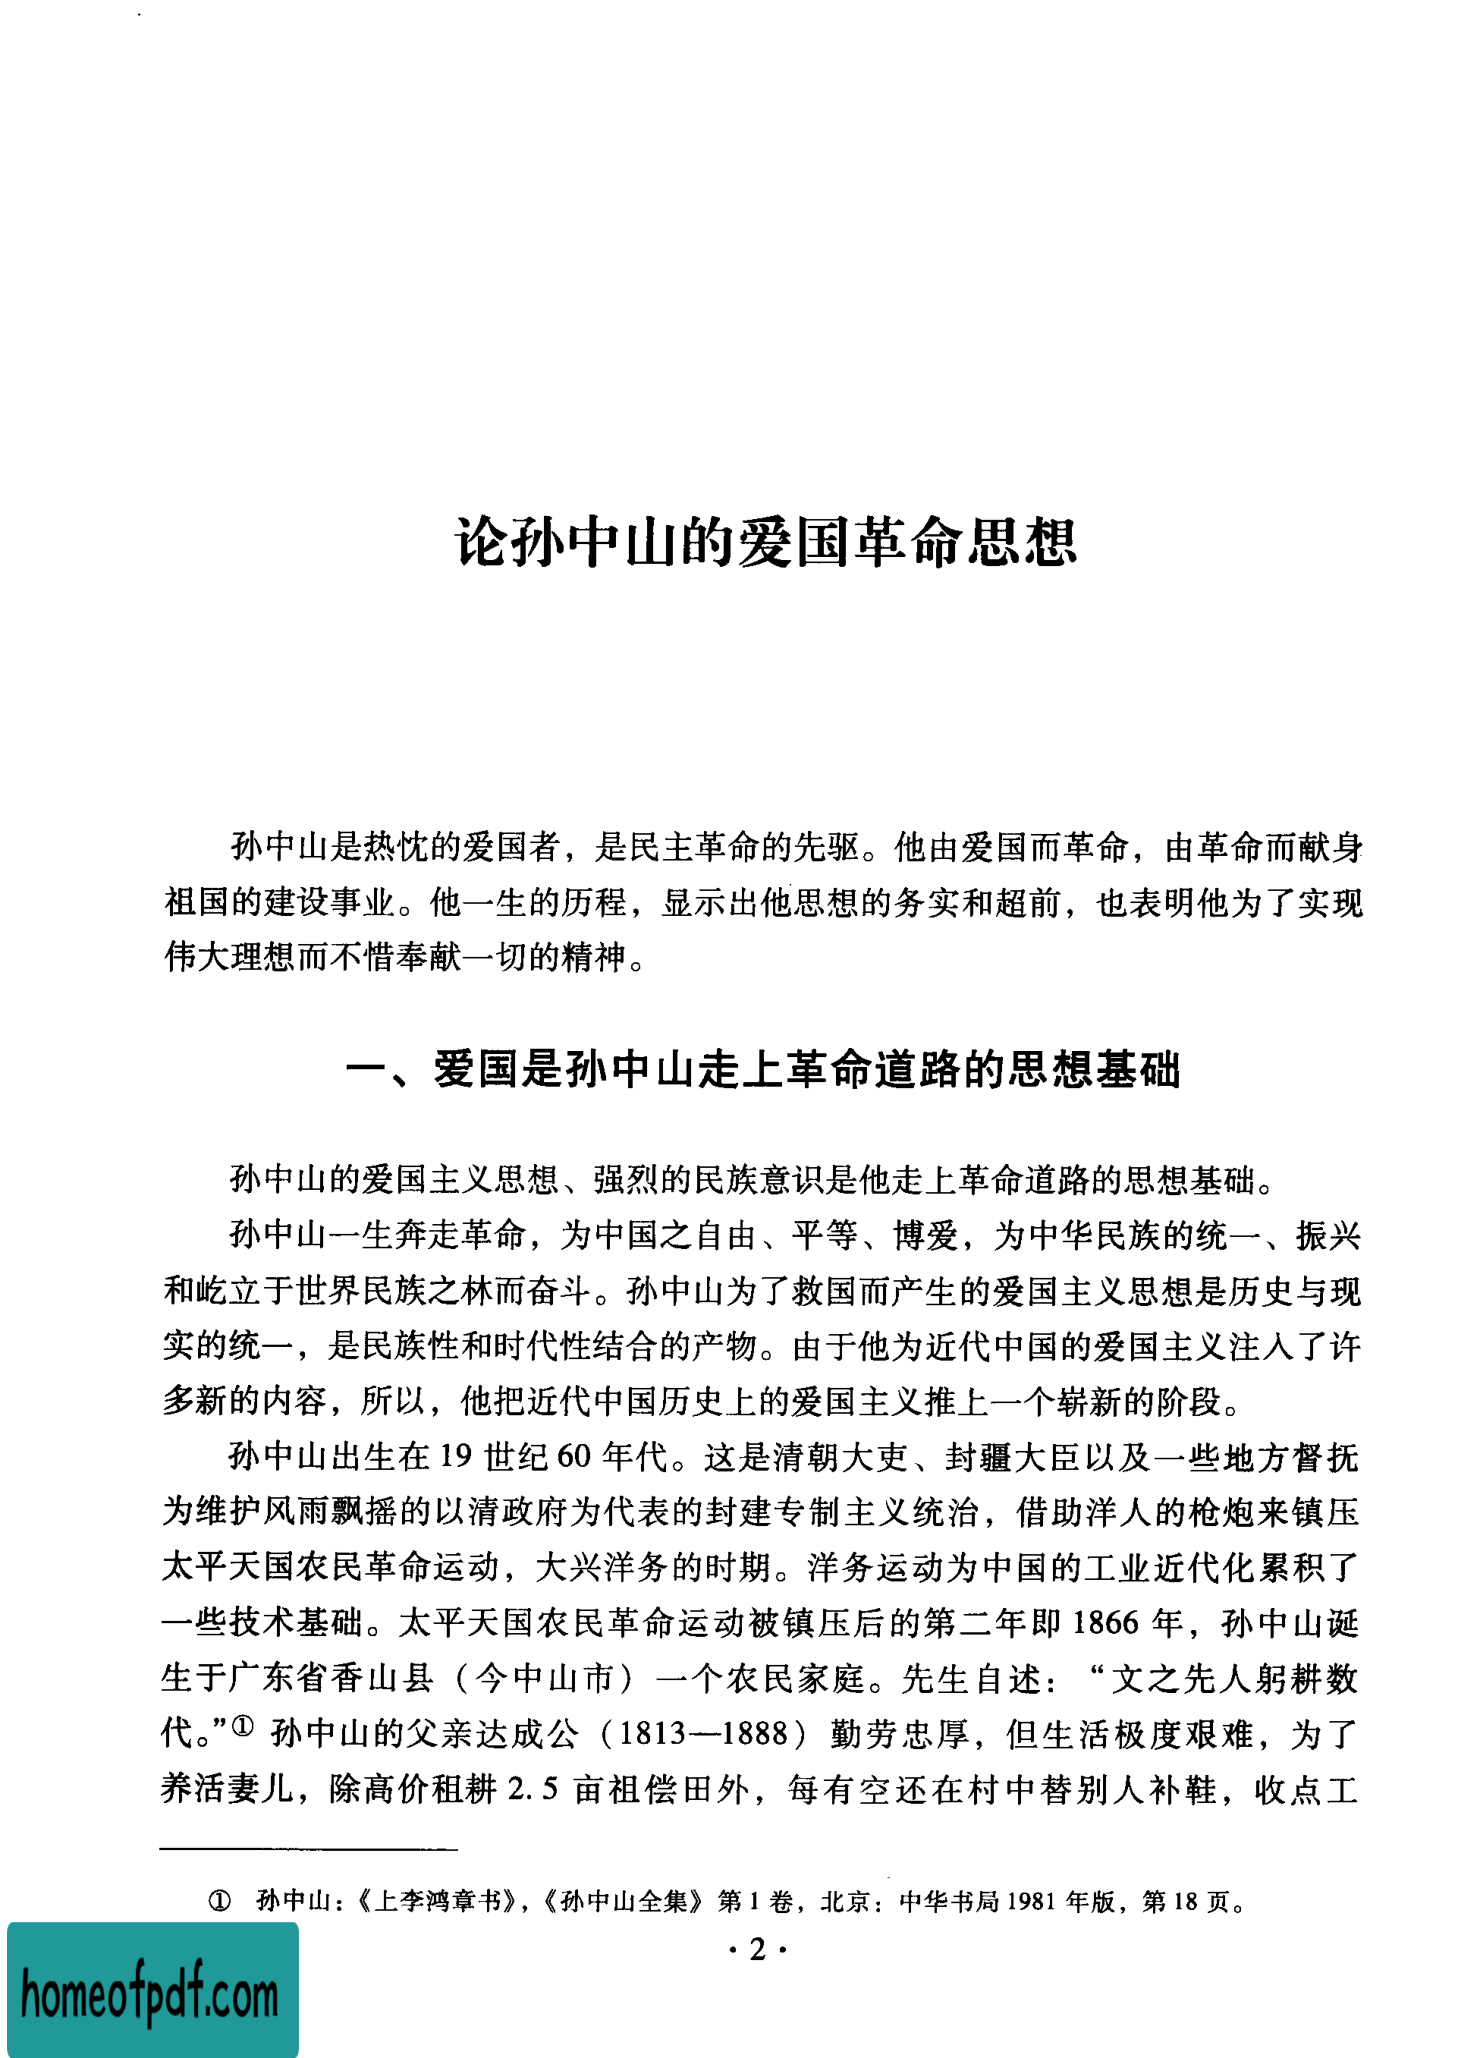 论孙中山的爱国革命思想
孙中山是热忱的爱国者，是民主革命的先驱。他由爱国而革命，由革命而献身
祖国的建设事业。他一生的历程，显示出他思想的务实和超前，也表明他为了实现
伟大理想而不惜奉献一切的精神。
一、爱国是孙中山走上革命道路的思想基础
孙中山的爱国主义思想、强烈的民族意识是他走上革命道路的思想基础。
孙中山一生奔走革命，为中国之自由、平等、博爱，为中华民族的统一、振兴
和屹立于世界民族之林而奋斗。孙中山为了救国而产生的爱国主义思想是历史与现
实的统一，是民族性和时代性结合的产物。由于他为近代中国的爱国主义注入了许
多新的内容，所以，他把近代中国历史上的爱国主义推上一个崭新的阶段。
孙中山出生在 19 世纪 60 年代。这是清朝大吏、封疆大臣以及一些地方督抚
为维护风雨飘摇的以清政府为代表的封建专制主义统治，借助洋人的枪炮来镇压
太平天国农民革命运动，大兴洋务的时期。洋务运动为中国的工业近代化累积了
一些技术基础。太平天国农民革命运动被镇压后的第二年即 1866 年，孙中山诞
生于广东省香山县（今中山市）一个农民家庭。先生自述：“文之先人躬耕数
代。”① 孙中山的父亲达成公（1813—1888）勤劳忠厚，但生活极度艰难，为了
养活妻儿，除高价租耕 2.5 亩祖偿田外，每有空还在村中替别人补鞋，收点工
① 孙中山：《上李鸿章书》，《孙中山全集》第 1 卷，北京：中华书局 1981 年版，第 18 页。
·2·
homeofpdf.com